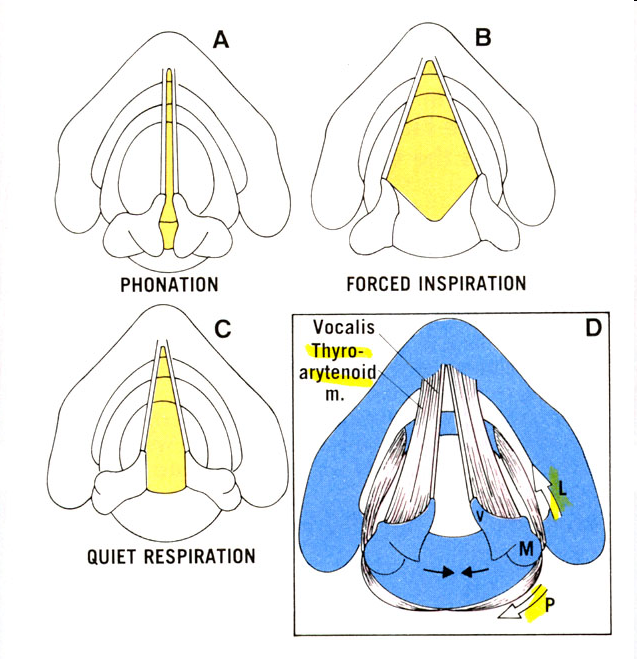 A
B
PHONATION
FORCED INSPIRATION
C
D
Vocalis
Thyro-
arytenoid
m.
L
V
M
QUIET RESPIRATION
P